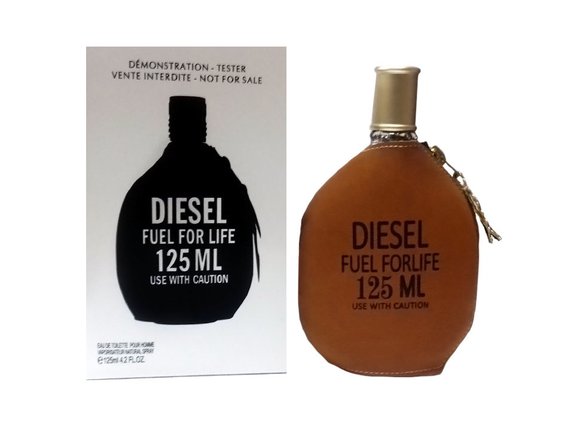 DÉMONSTRATION - TESTER
VENTE INTERDITE - NOT FOR SALE
DIESEL
FUEL FOR LIFE
125 ML
USE WITH CAUTION
EAU DE TOILETTE POUR HOMME
VAPORISATEUR NATURAL SPRAY
e 125ml 4.2 FL.OZ.
DIESEL
FUEL FORLIFE
125 ML
USE WITH CAUTION